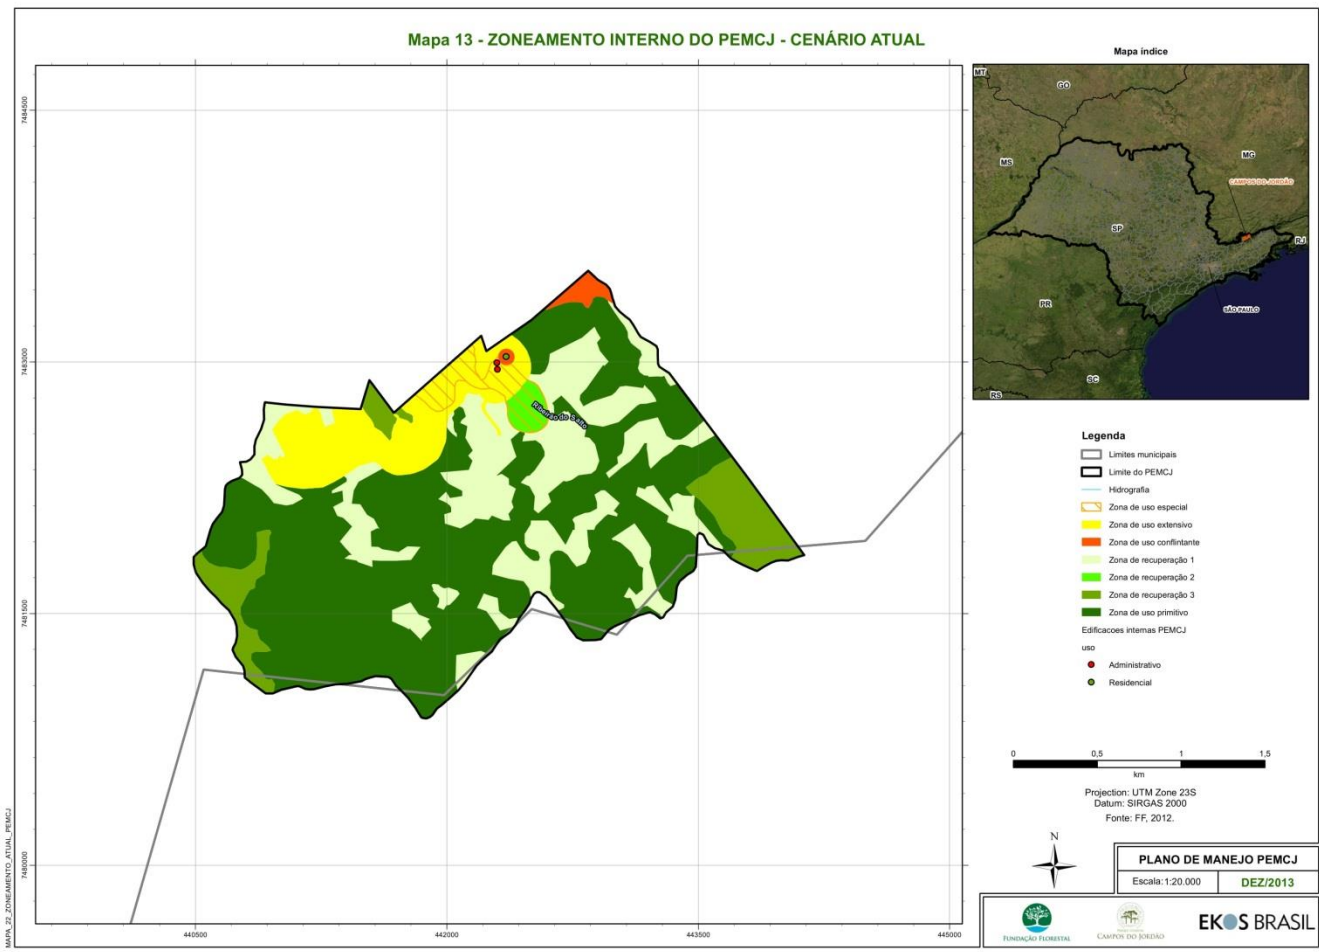 Mapa 13 - ZONEAMENTO INTERNO DO PEMCJ - CENÁRIO ATUAL
Mapa índice
MT
GO
MS
MG
CAMPOS DO JORDÃO
SP
RJ
PR
SÃO PAULO
SC
RS
7484500
7483000
7481500
7480000
440500
442000
443500
445000
Ribeirão do Salto
Legenda
Limites municipais
Limite do PEMCJ
Hidrografia
Zona de uso especial
Zona de uso extensivo
Zona de uso conflintante
Zona de recuperação 1
Zona de recuperação 2
Zona de recuperação 3
Zona de uso primitivo
Edificacoes internas PEMCJ
uso
Administrativo
Residencial
0 0,5 1 1,5
km
Projection: UTM Zone 23S
Datum: SIRGAS 2000
Fonte: FF, 2012.
N
PLANO DE MANEJO PEMCJ
Escala: 1:20.000 DEZ/2013
FUNDAÇÃO FLORESTAL
CAMPOS DO JORDÃO
EKOS BRASIL
MAPA_22_ZONEAMENTO_ATUAL_PEMCJ